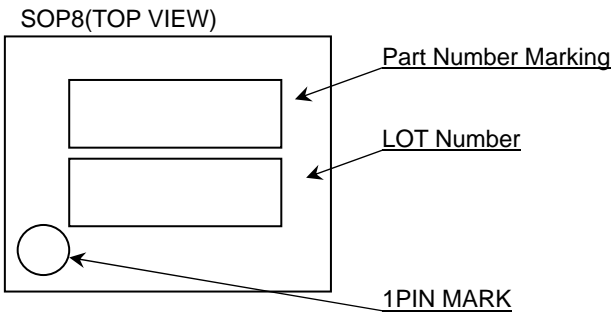 SOP8(TOP VIEW)
Part Number Marking
LOT Number
1PIN MARK